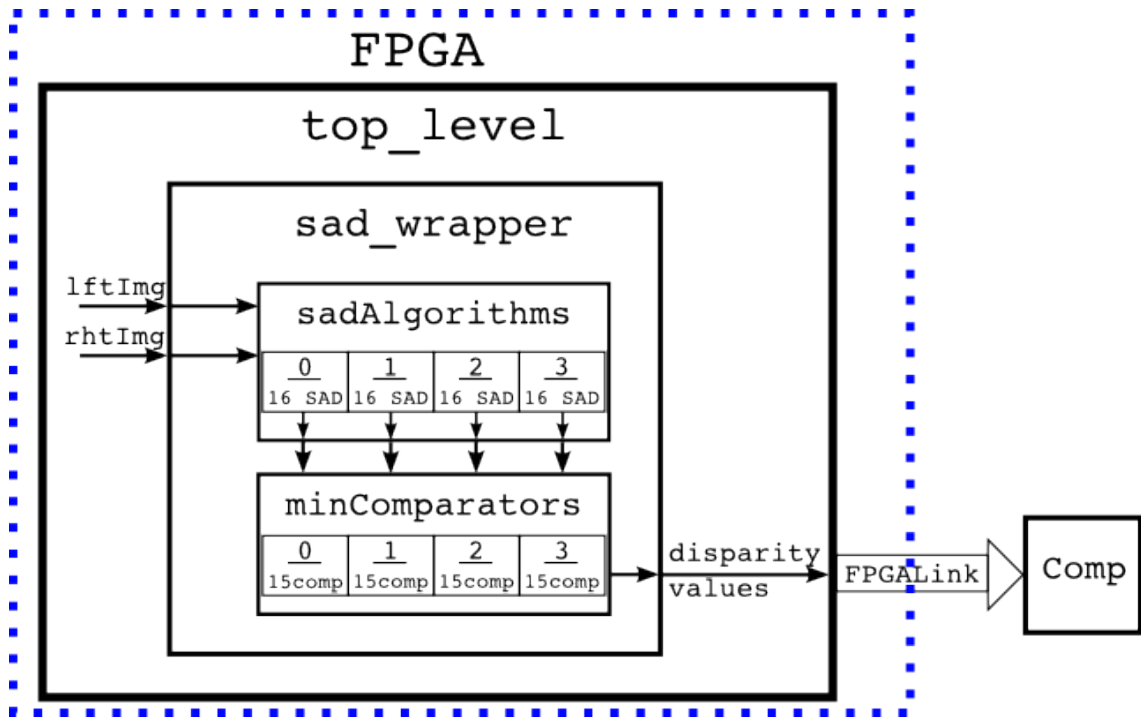 FPGA
top_level
sad_wrapper
lftImg
rhtImg
sadAlgorithms
0 1 2 3
16 SAD 16 SAD 16 SAD 16 SAD
minComparators
0 1 2 3
15comp 15comp 15comp 15comp
disparity
values
FPGALink
Comp